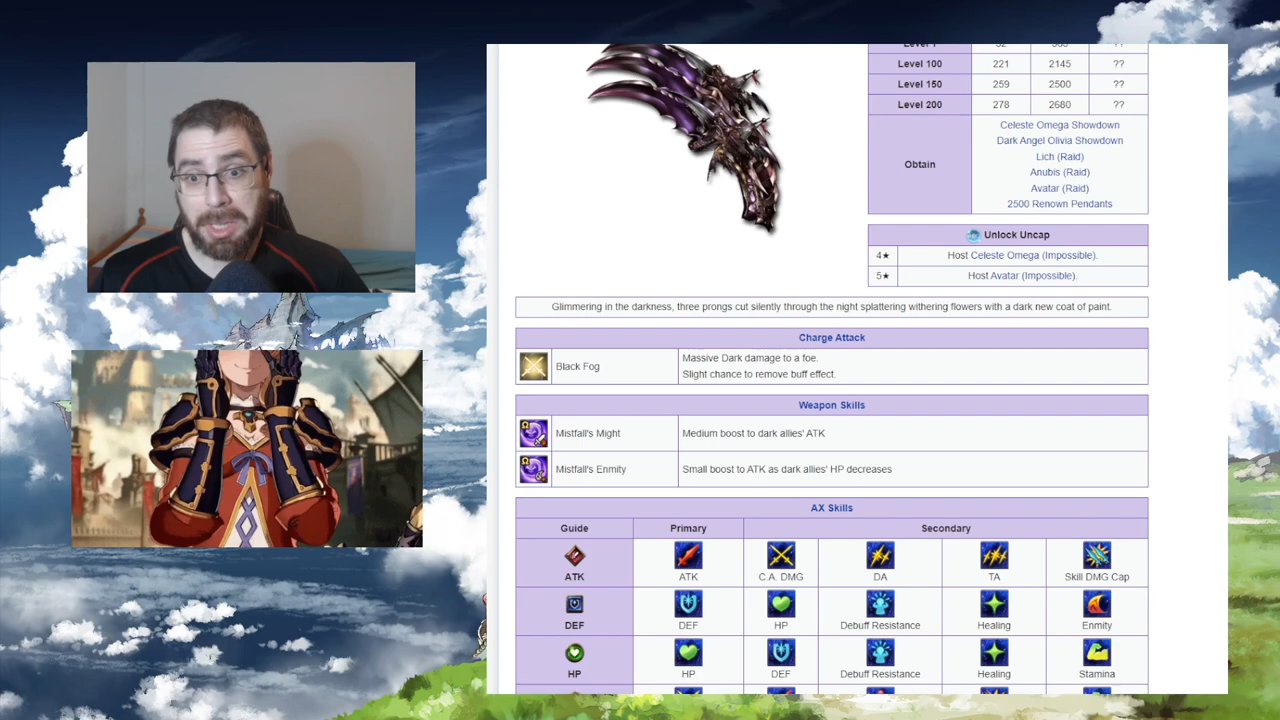 Level 1 32 363 ??
Level 100 221 2145 ??
Level 150 259 2500 ??
Level 200 278 2680 ??
Obtain
Celeste Omega Showdown
Dark Angel Olivia Showdown
Lich (Raid)
Anubis (Raid)
Avatar (Raid)
2500 Renown Pendants
Unlock Uncap
4★ Host Celeste Omega (Impossible).
5★ Host Avatar (Impossible).
Glimmering in the darkness, three prongs cut silently through the night splattering withering flowers with a dark new coat of paint.
Charge Attack
Black Fog
Massive Dark damage to a foe.
Slight chance to remove buff effect.
Weapon Skills
Mistfall's Might Medium boost to dark allies' ATK
Mistfall's Enmity Small boost to ATK as dark allies' HP decreases
AX Skills
Guide Primary Secondary
ATK ATK C.A. DMG DA TA Skill DMG Cap
DEF DEF HP Debuff Resistance Healing Enmity
HP HP DEF Debuff Resistance Healing Stamina